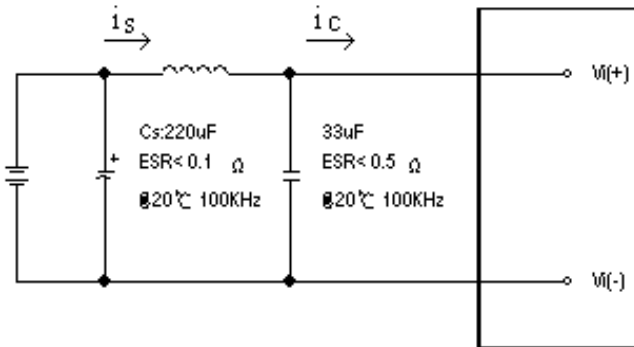 is
ic
Vi(+)
Cs:220uF
ESR<0.1 Ω
@20℃ 100KHz
33uF
ESR<0.5 Ω
@20℃ 100KHz
+
Vi(-)